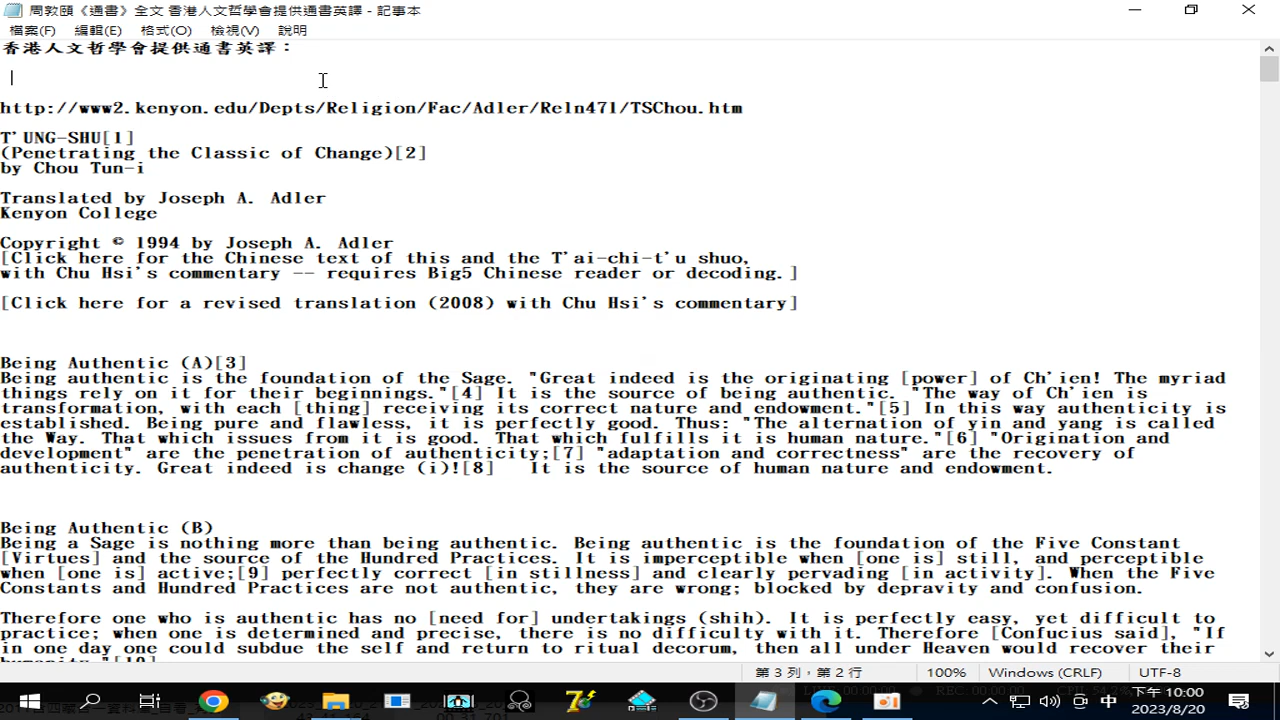 周敦頤《通書》全文 香港人文哲學會提供通書英譯 - 記事本
檔案(F) 編輯(E) 格式(O) 檢視(V) 說明
香港人文哲學會提供通書英譯：
http://www2.kenyon.edu/Depts/Religion/Fac/Adler/Reln471/TSChou.htm
T'UNG-SHU[1]
(Penetrating the Classic of Change)[2]
by Chou Tun-i
Translated by Joseph A. Adler
Kenyon College
Copyright © 1994 by Joseph A. Adler
[Click here for the Chinese text of this and the T'ai-chi-t'u shuo,
with Chu Hsi's commentary -- requires Big5 Chinese reader or decoding.]
[Click here for a revised translation (2008) with Chu Hsi's commentary]
Being Authentic (A)[3]
Being authentic is the foundation of the Sage. "Great indeed is the originating [power] of Ch'ien! The myriad
things rely on it for their beginnings."[4] It is the source of being authentic. "The way of Ch'ien is
transformation, with each [thing] receiving its correct nature and endowment."[5] In this way authenticity is
established. Being pure and flawless, it is perfectly good. Thus: "The alternation of yin and yang is called
the Way. That which issues from it is good. That which fulfills it is human nature."[6] "Origination and
development" are the penetration of authenticity;[7] "adaptation and correctness" are the recovery of
authenticity. Great indeed is change (i)![8]   It is the source of human nature and endowment.
Being Authentic (B)
Being a Sage is nothing more than being authentic. Being authentic is the foundation of the Five Constant
[Virtues] and the source of the Hundred Practices. It is imperceptible when [one is] still, and perceptible
when [one is] active;[9] perfectly correct [in stillness] and clearly pervading [in activity]. When the Five
Constants and Hundred Practices are not authentic, they are wrong; blocked by depravity and confusion.
Therefore one who is authentic has no [need for] undertakings (shih). It is perfectly easy, yet difficult to
practice; when one is determined and precise, there is no difficulty with it. Therefore [Confucius said], "If
in one day one could subdue the self and return to ritual decorum, then all under Heaven would recover their
humanity."[10]
第 3 列，第 2 行 100% Windows (CRLF) UTF-8
中 下午 10:00
2023/8/20